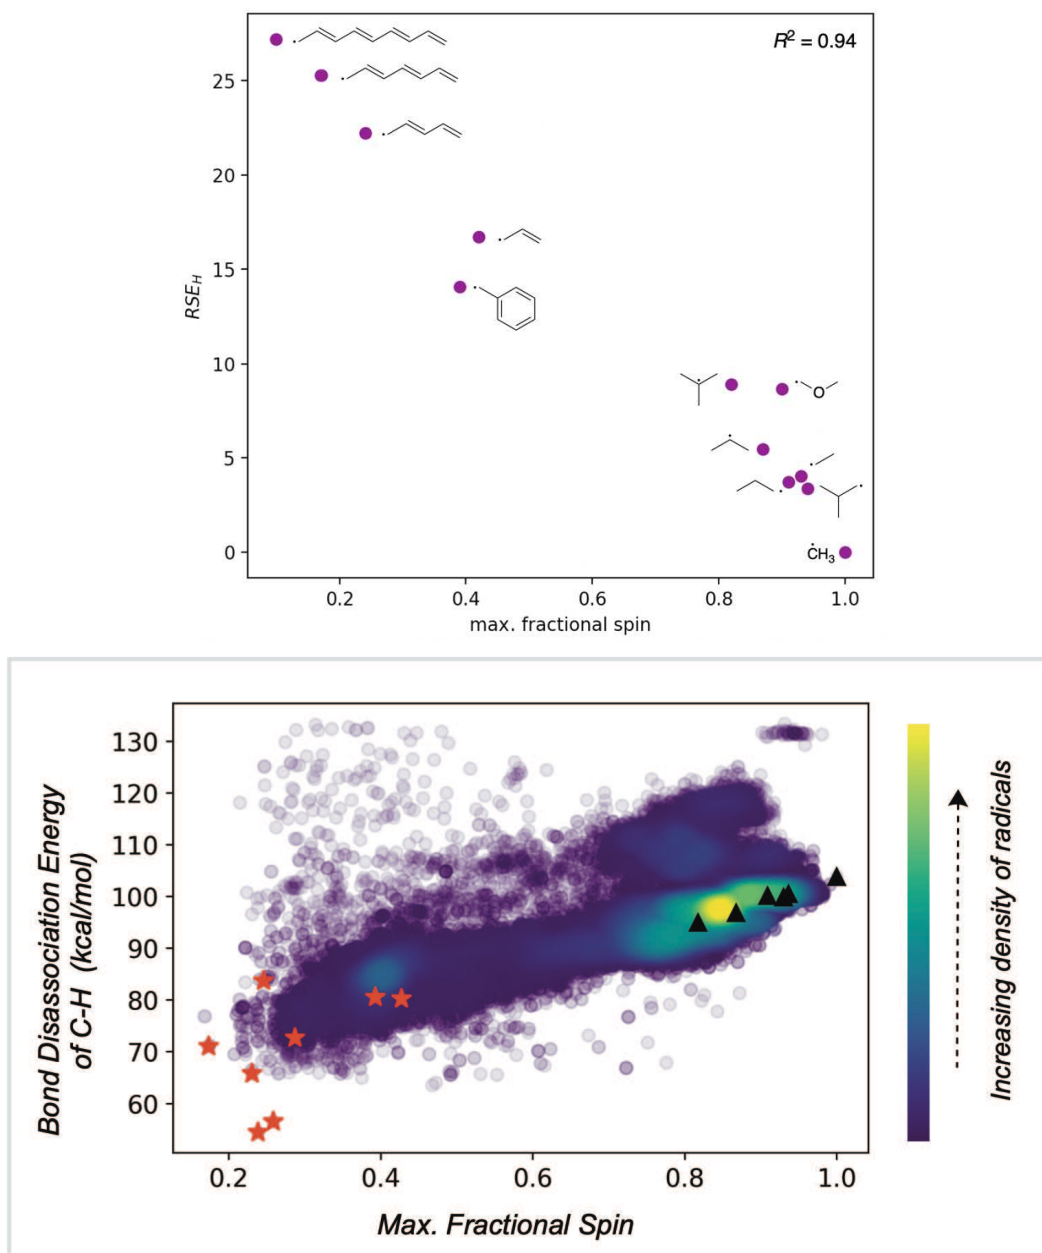 R² = 0.94
25
20
15
10
5
0
RSE_H
O
ĊH₃
0.2 0.4 0.6 0.8 1.0
max. fractional spin
130
120
110
100
90
80
70
60
Bond Disassociation Energy
of C-H (kcal/mol)
0.2 0.4 0.6 0.8 1.0
Max. Fractional Spin
Increasing density of radicals